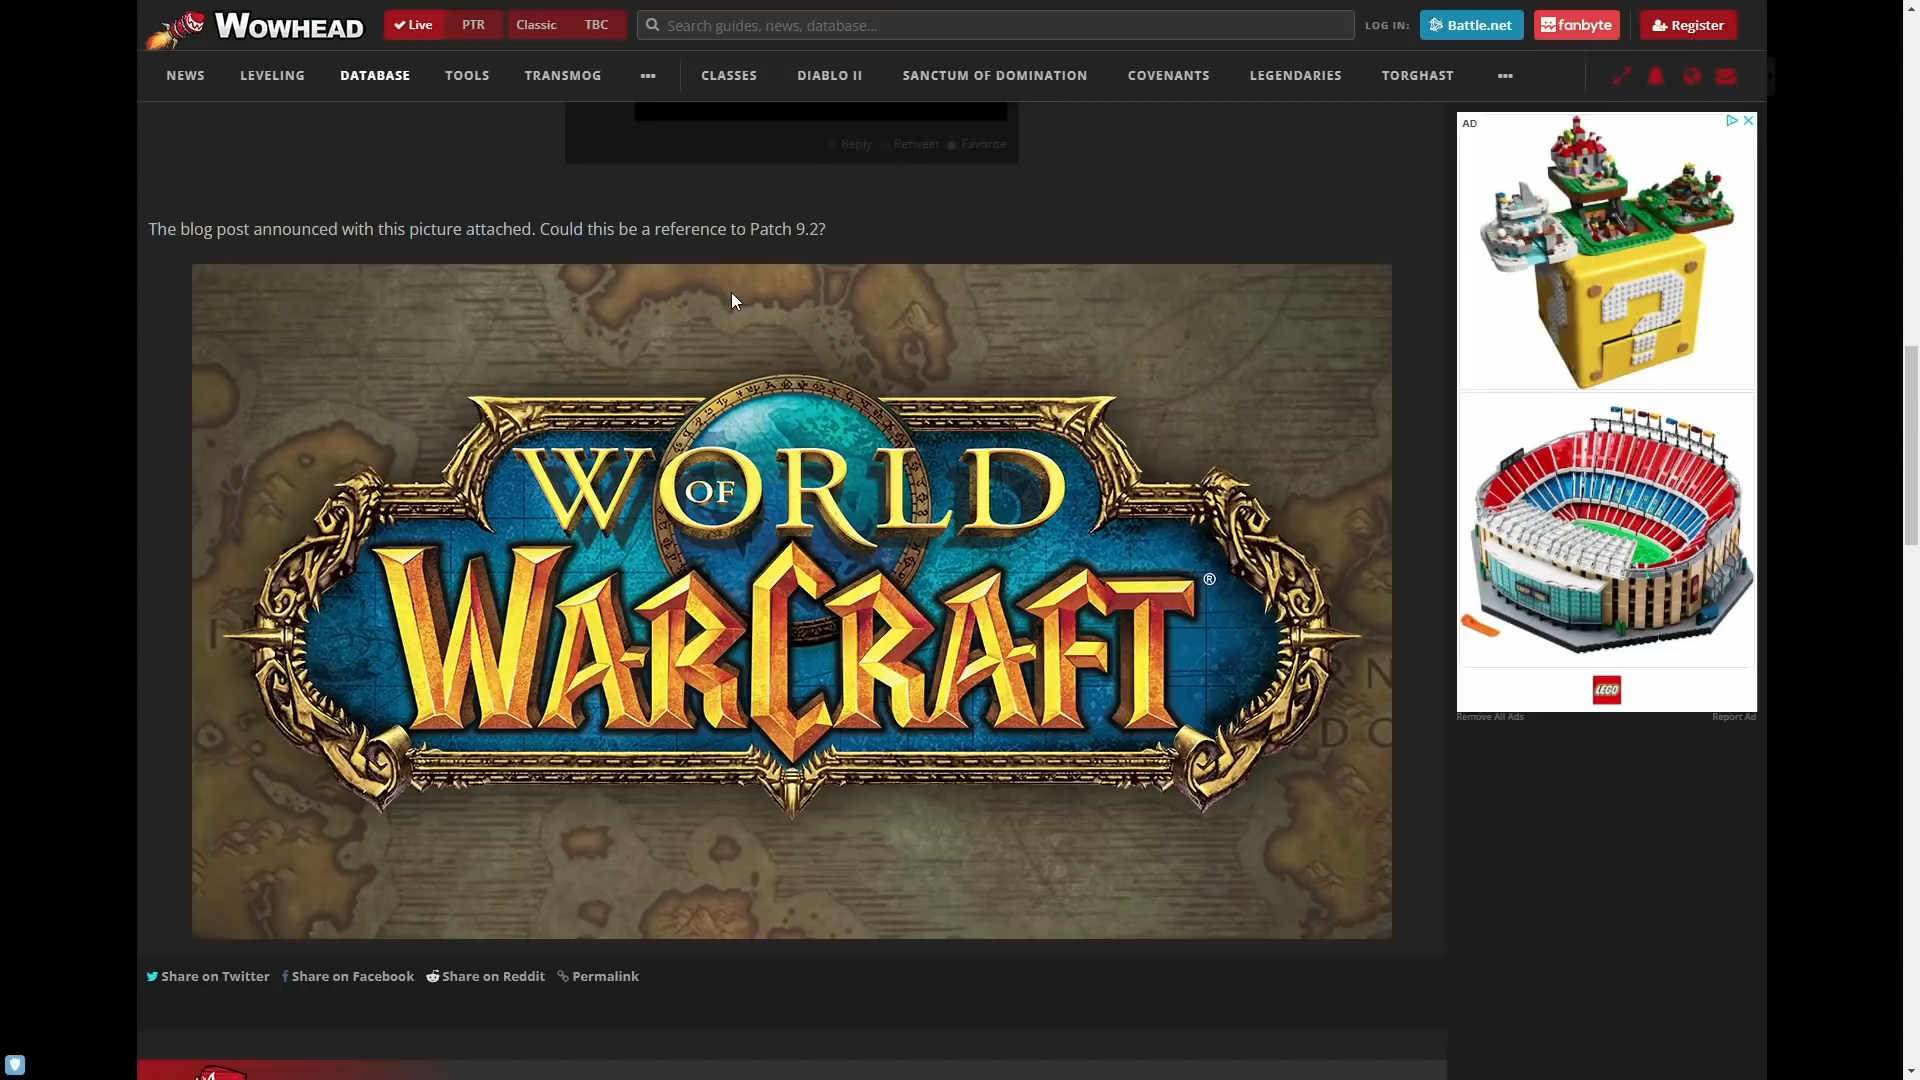 WOWHEAD
Live PTR Classic TBC
Search guides, news, database...
LOG IN: Battle.net fanbyte Register
NEWS LEVELING DATABASE TOOLS TRANSMOG ••• CLASSES DIABLO II SANCTUM OF DOMINATION COVENANTS LEGENDARIES TORGHAST •••
Reply Retweet Favorite
The blog post announced with this picture attached. Could this be a reference to Patch 9.2?
WORLD
OF
WARCRAFT®
AD
LEGO
Remove All Ads Report Ad
Share on Twitter Share on Facebook Share on Reddit Permalink